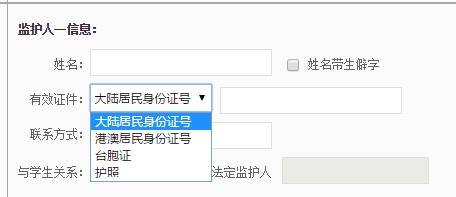 监护人一信息:
姓名: 姓名带生僻字
有效证件: 大陆居民身份证号
大陆居民身份证号
联系方式: 港澳居民身份证号
台胞证
与学生关系: 护照 法定监护人